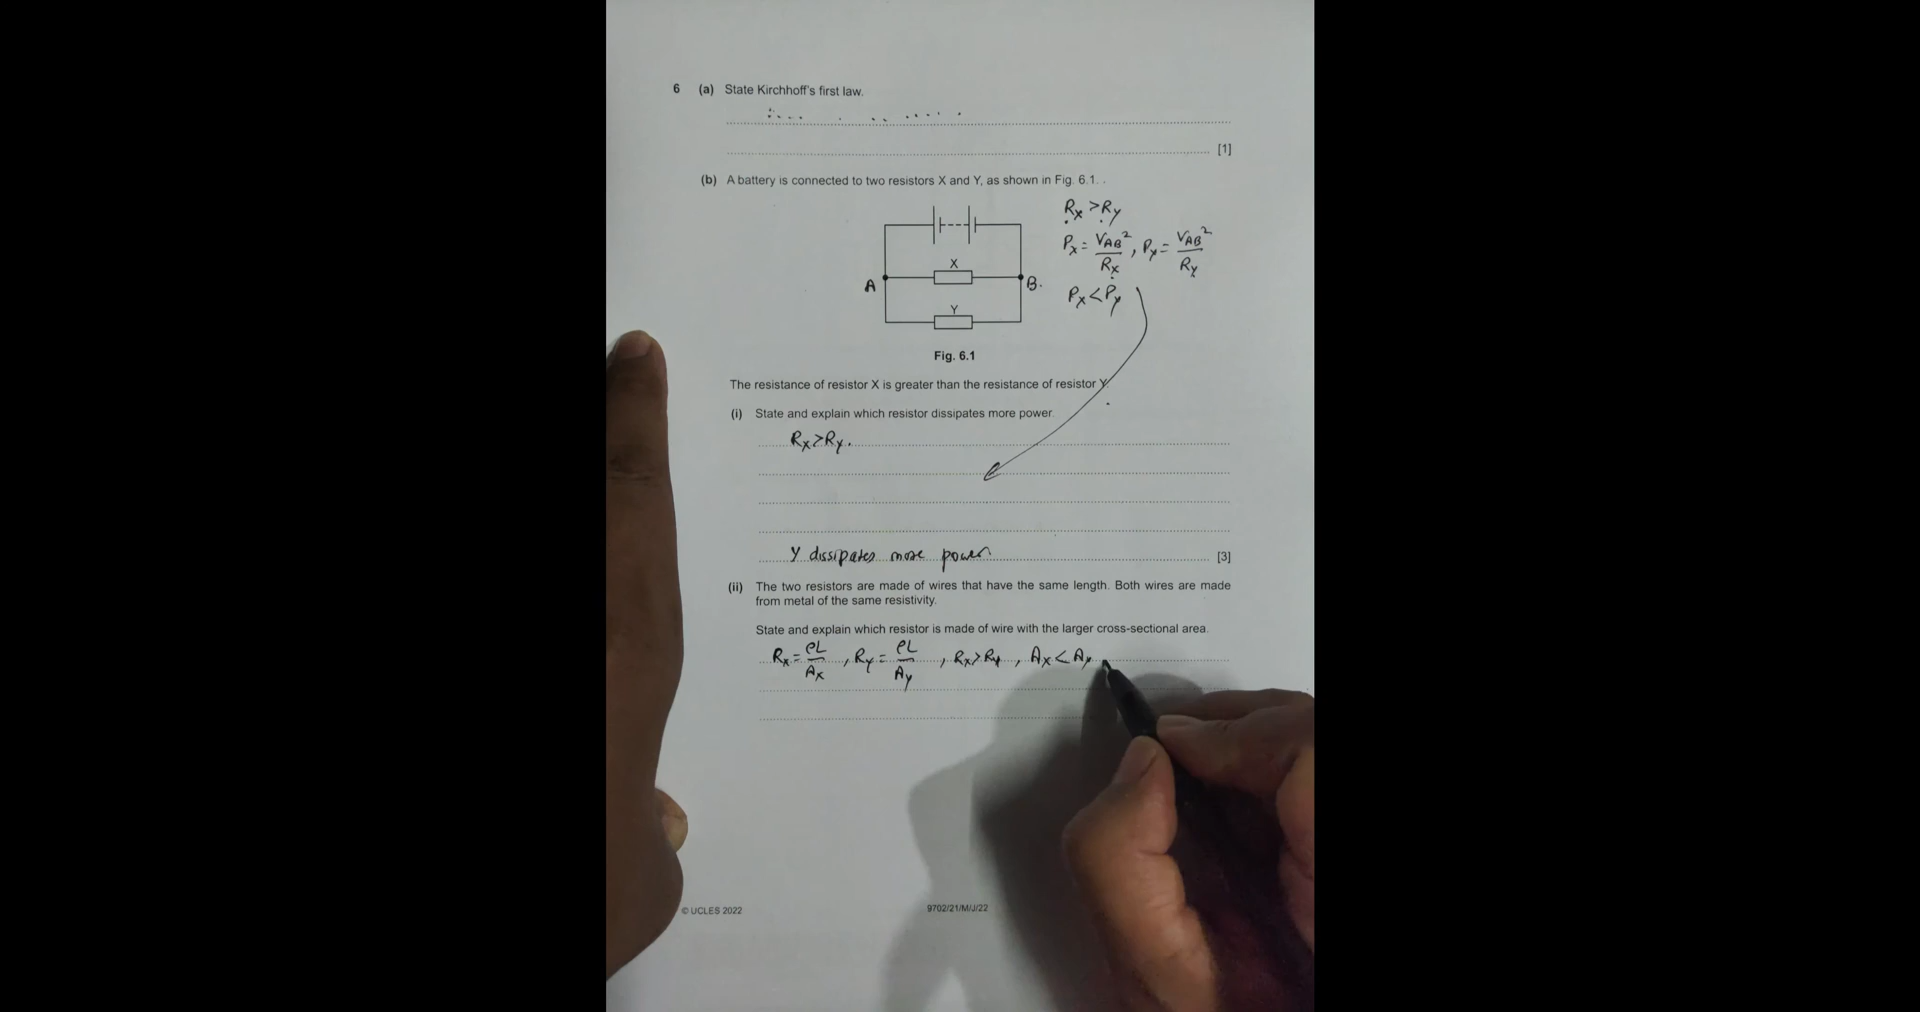 6 (a) State Kirchhoff's first law.
[1]
(b) A battery is connected to two resistors X and Y, as shown in Fig. 6.1.
Rx > Ry
Px = VAB²/Rx , Py = VAB²/Ry
X
A B.
Px < Py
Y
Fig. 6.1
The resistance of resistor X is greater than the resistance of resistor Y.
(i) State and explain which resistor dissipates more power.
Rx > Ry.
Y dissipates more power. [3]
(ii) The two resistors are made of wires that have the same length. Both wires are made
from metal of the same resistivity.
State and explain which resistor is made of wire with the larger cross-sectional area.
Rx = ρL/Ax , Ry = ρL/Ay , Rx > Ry , Ax < Ay
© UCLES 2022 9702/21/M/J/22